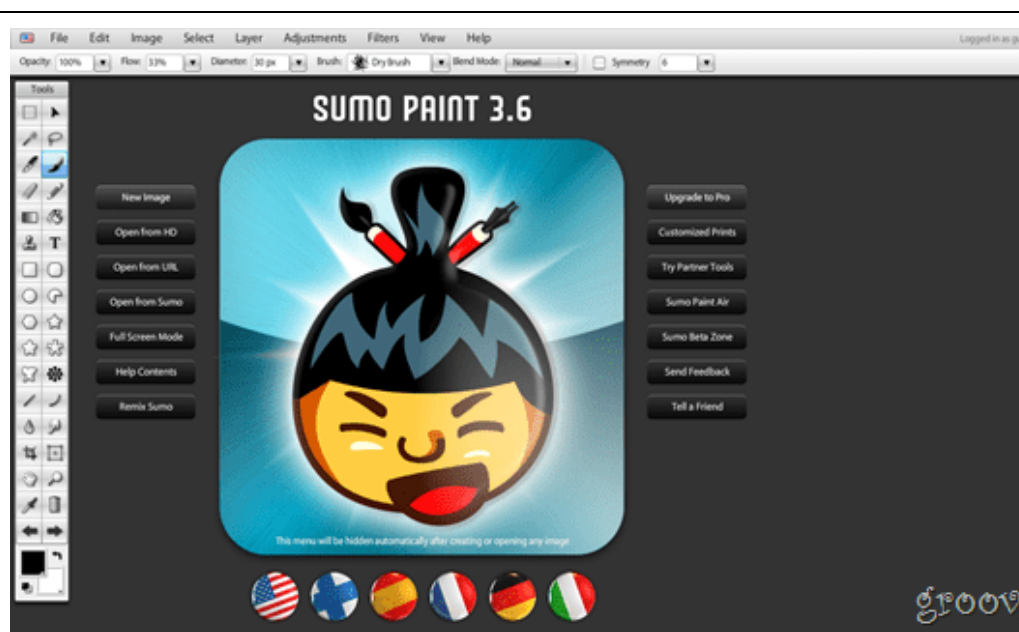 File Edit Image Select Layer Adjustments Filters View Help
Logged in as gu
Opacity: 100% Flow: 33% Diameter: 30 px Brush: Dry Brush Blend Mode: Normal Symmetry 6
Tools
SUMO PAINT 3.6
New Image
Open from HD
Open from URL
Open from Sumo
Full Screen Mode
Help Contents
Remix Sumo
Upgrade to Pro
Customized Prints
Try Partner Tools
Sumo Paint Air
Sumo Beta Zone
Send Feedback
Tell a Friend
T
This menu will be hidden automatically after creating or opening any image
groov